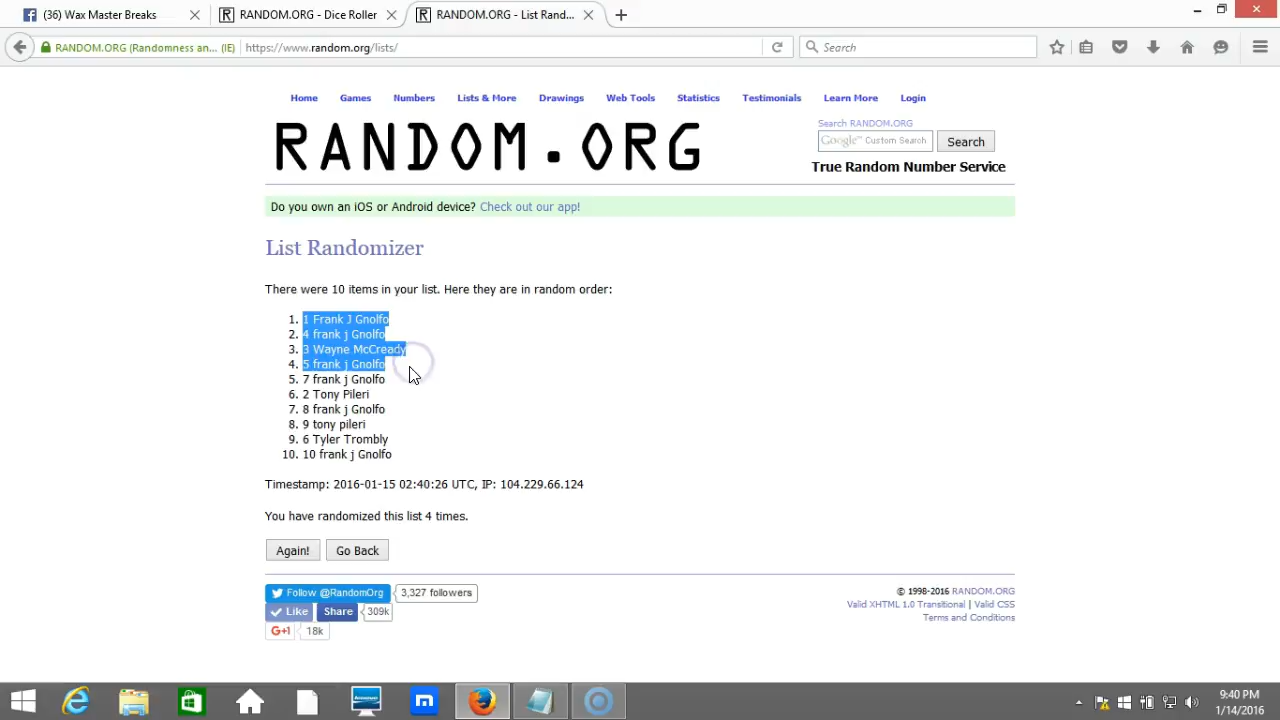 (36) Wax Master Breaks
RANDOM.ORG - Dice Roller
RANDOM.ORG - List Rand...
RANDOM.ORG (Randomness an... (IE)
https://www.random.org/lists/
Search
Home Games Numbers Lists & More Drawings Web Tools Statistics Testimonials Learn More Login
RANDOM.ORG
Search RANDOM.ORG
Google™ Custom Search
Search
True Random Number Service
Do you own an iOS or Android device? Check out our app!
List Randomizer
There were 10 items in your list. Here they are in random order:
1. 1 Frank J Gnolfo
2. 4 frank j Gnolfo
3. 3 Wayne McCready
4. 5 frank j Gnolfo
5. 7 frank j Gnolfo
6. 2 Tony Pileri
7. 8 frank j Gnolfo
8. 9 tony pileri
9. 6 Tyler Trombly
10. 10 frank j Gnolfo
Timestamp: 2016-01-15 02:40:26 UTC, IP: 104.229.66.124
You have randomized this list 4 times.
Again! Go Back
Follow @RandomOrg 3,327 followers
Like Share 309k
G+1 18k
© 1998-2016 RANDOM.ORG
Valid XHTML 1.0 Transitional | Valid CSS
Terms and Conditions
9:40 PM
1/14/2016